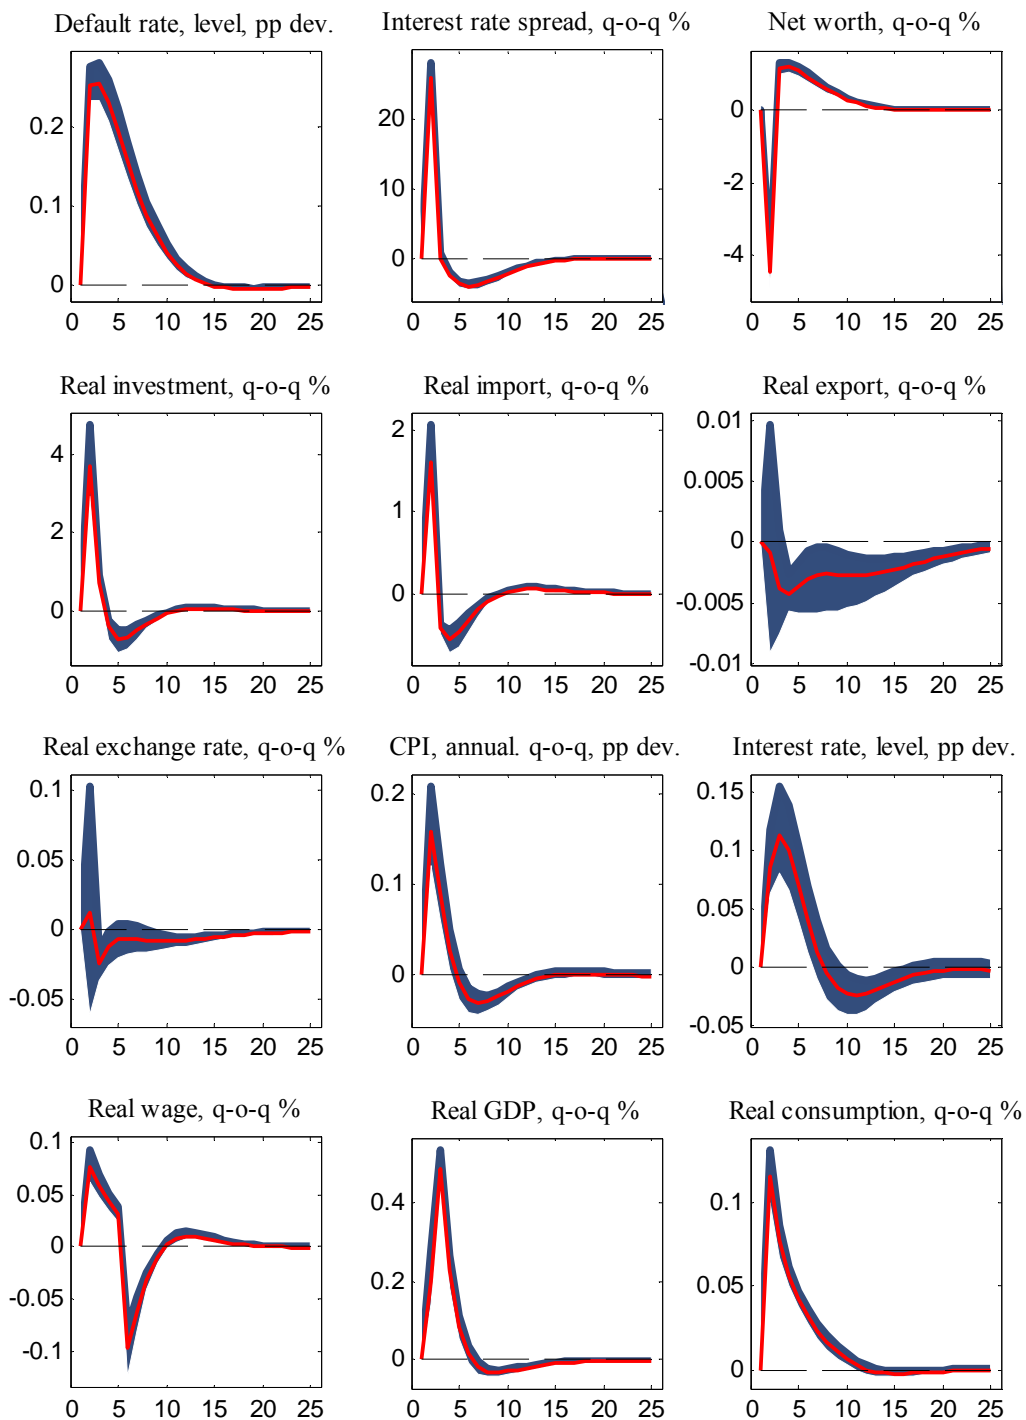 Default rate, level, pp dev.
Interest rate spread, q-o-q %
Net worth, q-o-q %
0.2
0.1
0
0 5 10 15 20 25
20
10
0
0 5 10 15 20 25
0
-2
-4
0 5 10 15 20 25
Real investment, q-o-q %
Real import, q-o-q %
Real export, q-o-q %
4
2
0
0 5 10 15 20 25
2
1
0
0 5 10 15 20 25
0.01
0.005
0
-0.005
-0.01
0 5 10 15 20 25
Real exchange rate, q-o-q %
CPI, annual. q-o-q, pp dev.
Interest rate, level, pp dev.
0.1
0.05
0
-0.05
0 5 10 15 20 25
0.2
0.1
0
0 5 10 15 20 25
0.15
0.1
0.05
0
-0.05
0 5 10 15 20 25
Real wage, q-o-q %
Real GDP, q-o-q %
Real consumption, q-o-q %
0.1
0.05
0
-0.05
-0.1
0 5 10 15 20 25
0.4
0.2
0
0 5 10 15 20 25
0.1
0.05
0
0 5 10 15 20 25